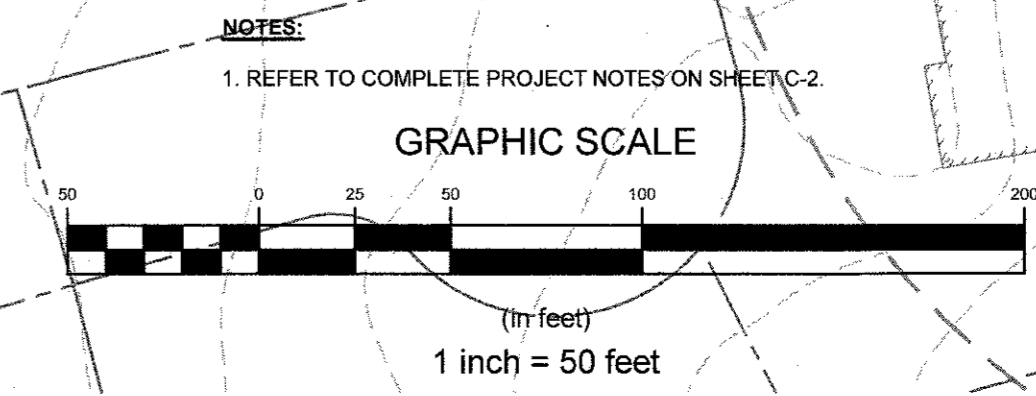 NOTES:
1. REFER TO COMPLETE PROJECT NOTES ON SHEET C-2.
GRAPHIC SCALE
50 0 25 50 100 200
(in feet)
1 inch = 50 feet